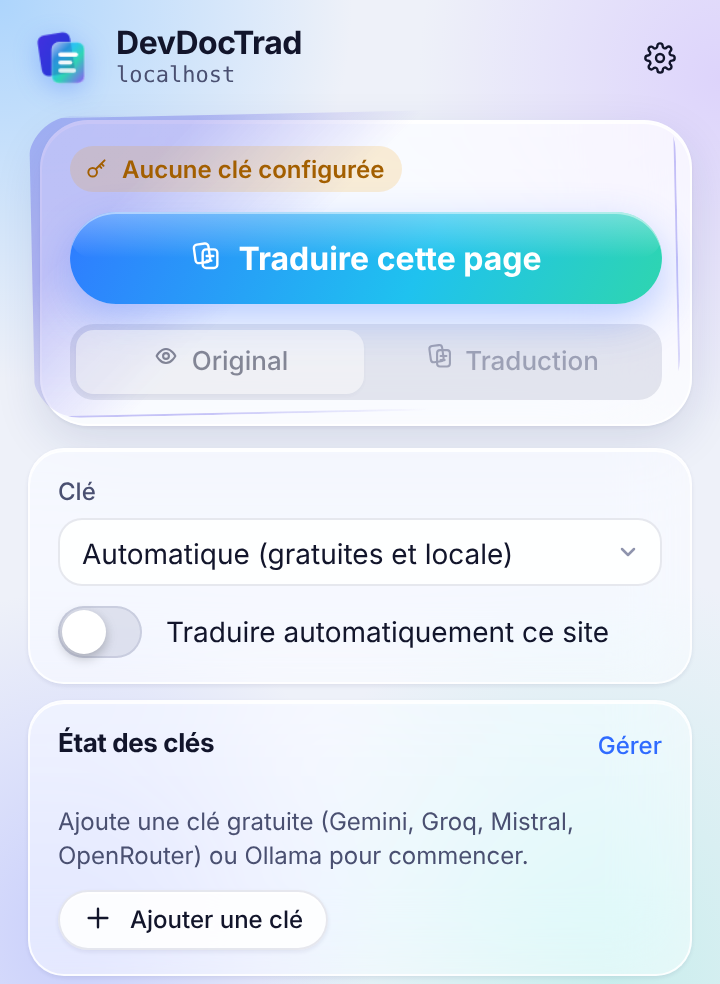 DevDocTrad
localhost
Aucune clé configurée
Traduire cette page
Original
Traduction
Clé
Automatique (gratuites et locale)
Traduire automatiquement ce site
État des clés
Gérer
Ajoute une clé gratuite (Gemini, Groq, Mistral,
OpenRouter) ou Ollama pour commencer.
Ajouter une clé